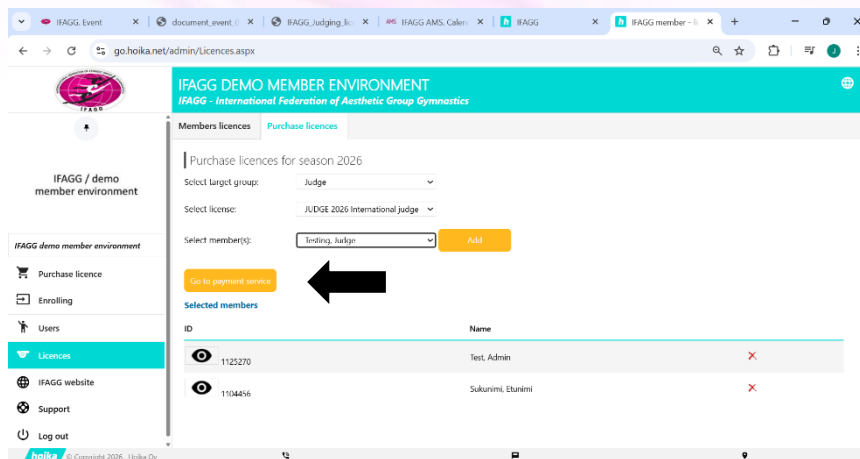 IFAGG. Event
document_event_
IFAGG_Judging_lic
AMS IFAGG AMS. Calen
IFAGG
IFAGG member - li
go.hoika.net/admin/Licences.aspx
J
IFAGG
IFAGG DEMO MEMBER ENVIRONMENT
IFAGG - International Federation of Aesthetic Group Gymnastics
Members licences
Purchase licences
IFAGG / demo
member environment
IFAGG demo member environment
Purchase licence
Enrolling
Users
Licences
IFAGG website
Support
Log out
Purchase licences for season 2026
Select target group:
Judge
Select license:
JUDGE 2026 International judge
Select member(s):
Testing, Judge
Add
Go to payment service
Selected members
ID
Name
1125270
Test, Admin
1104456
Sukunimi, Etunimi
hoika
© Copyright 2026 Hoika Oy